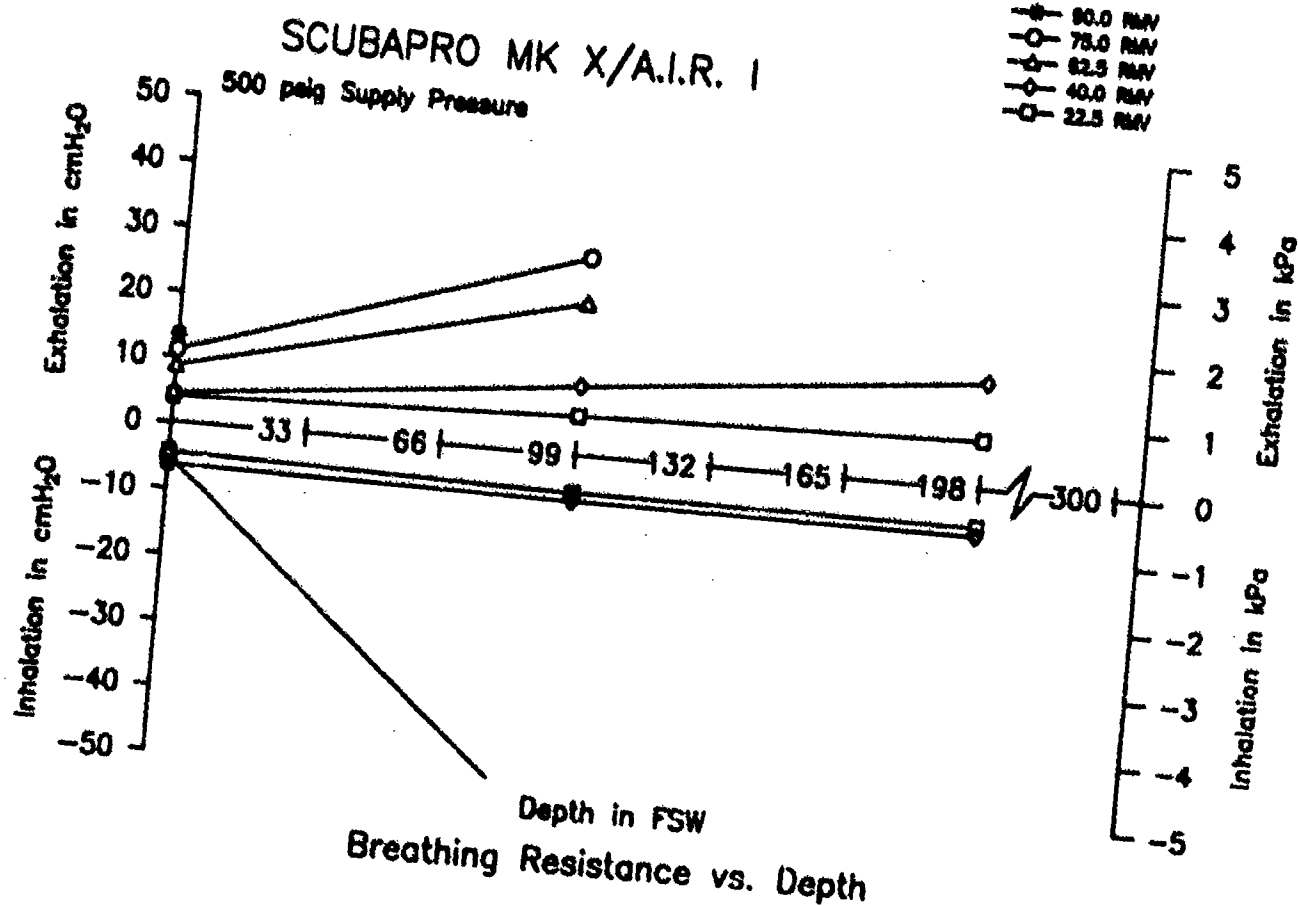 SCUBAPRO MK X/A.I.R. I
500 psig Supply Pressure
90.0 RMV
75.0 RMV
62.5 RMV
40.0 RMV
22.5 RMV
Exhalation in cmH2O
50
40
30
20
10
0
-10
-20
-30
-40
-50
Inhalation in cmH2O
33
66
99
132
165
198
300
5
4
3
2
1
0
-1
-2
-3
-4
-5
Exhalation in kPa
Inhalation in kPa
Depth in FSW
Breathing Resistance vs. Depth